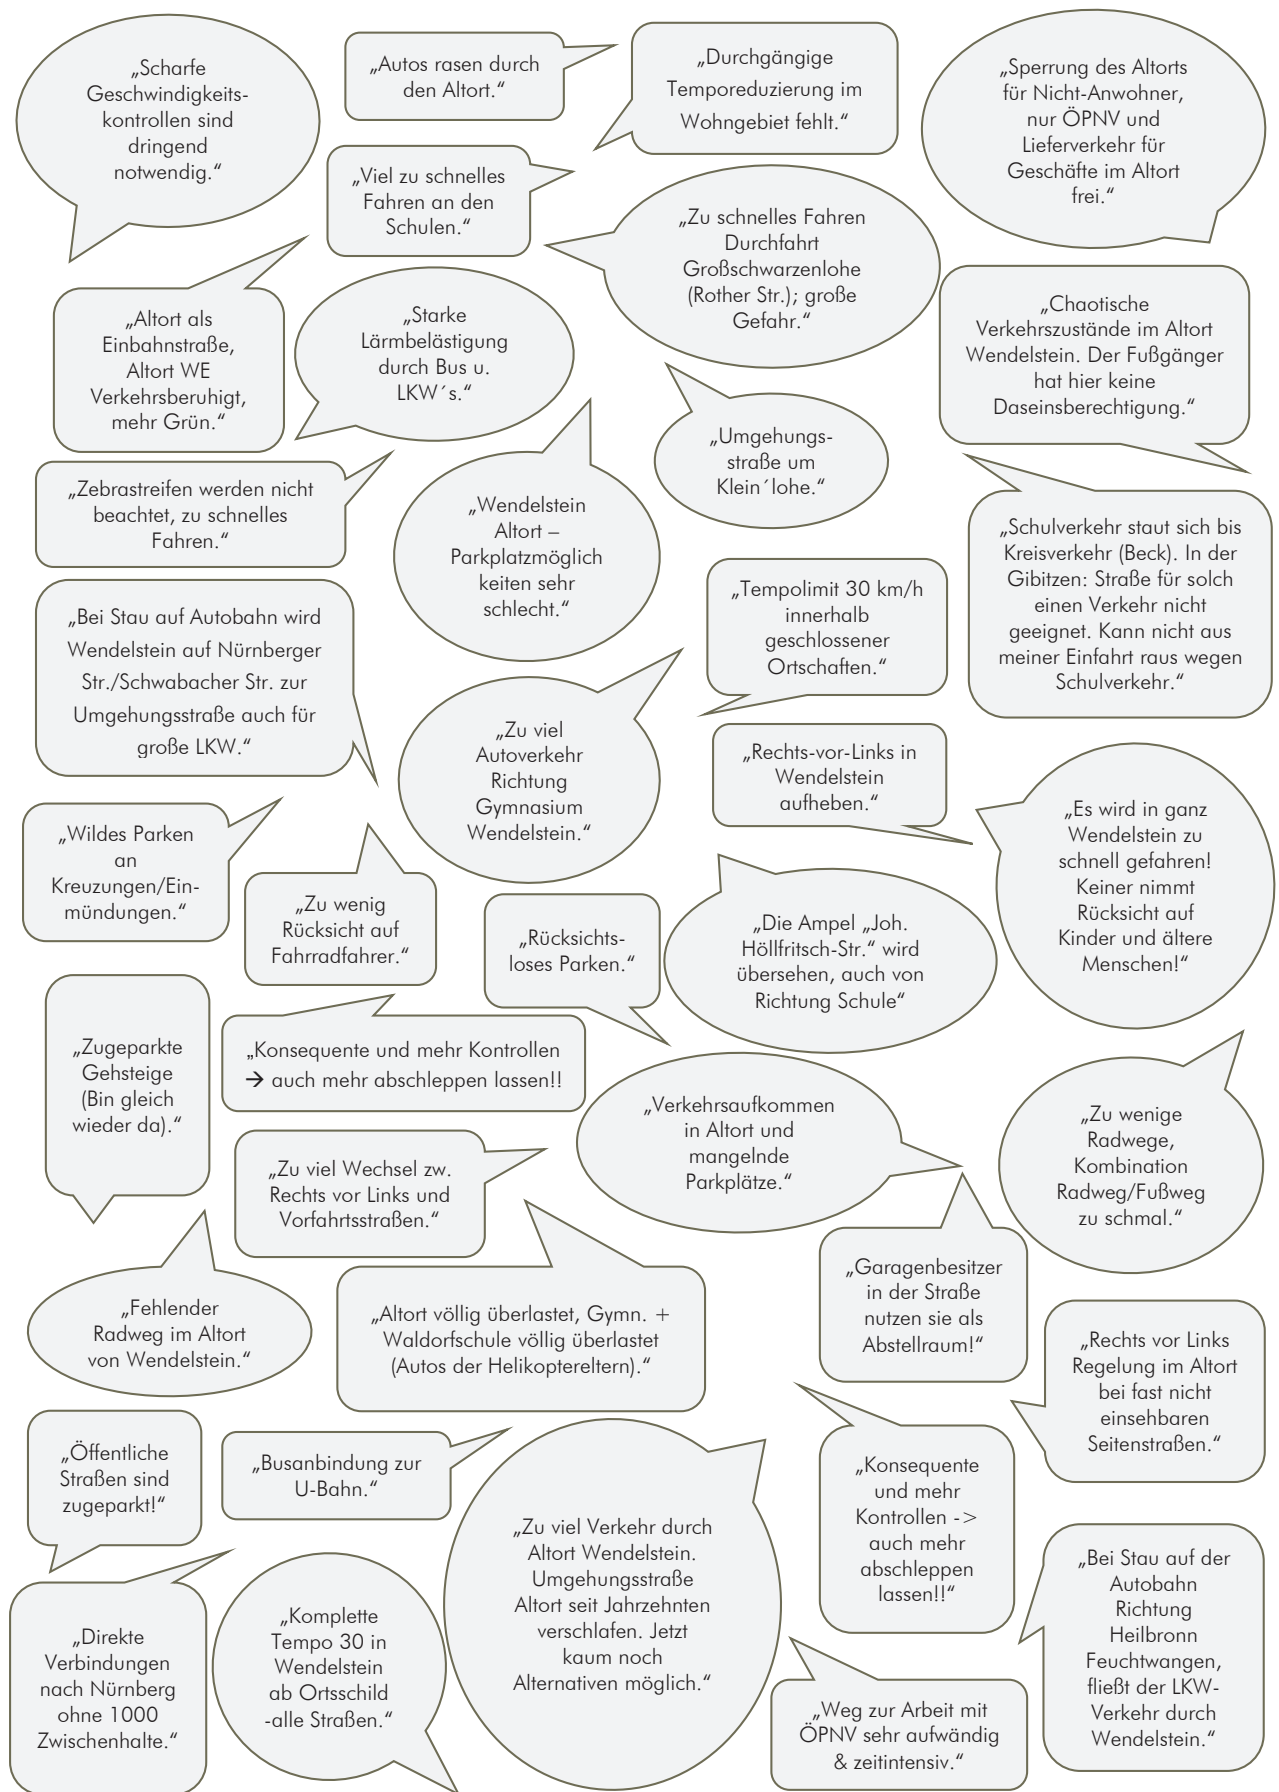 „Scharfe
Geschwindigkeits-
kontrollen sind
dringend
notwendig.“
„Autos rasen durch
den Altort.“
„Durchgängige
Temporeduzierung im
Wohngebiet fehlt.“
„Sperrung des Altorts
für Nicht-Anwohner,
nur ÖPNV und
Lieferverkehr für
Geschäfte im Altort
frei.“
„Viel zu schnelles
Fahren an den
Schulen.“
„Zu schnelles Fahren
Durchfahrt
Großschwarzenlohe
(Rother Str.); große
Gefahr.“
„Altort als
Einbahnstraße,
Altort WE
Verkehrsberuhigt,
mehr Grün.“
„Starke
Lärmbelästigung
durch Bus u.
LKW´s.“
„Chaotische
Verkehrszustände im Altort
Wendelstein. Der Fußgänger
hat hier keine
Daseinsberechtigung.“
„Umgehungs-
straße um
Klein´lohe.“
„Zebrastreifen werden nicht
beachtet, zu schnelles
Fahren.“
„Wendelstein
Altort –
Parkplatzmöglich
keiten sehr
schlecht.“
„Schulverkehr staut sich bis
Kreisverkehr (Beck). In der
Gibitzen: Straße für solch
einen Verkehr nicht
geeignet. Kann nicht aus
meiner Einfahrt raus wegen
Schulverkehr.“
„Tempolimit 30 km/h
innerhalb
geschlossener
Ortschaften.“
„Bei Stau auf Autobahn wird
Wendelstein auf Nürnberger
Str./Schwabacher Str. zur
Umgehungsstraße auch für
große LKW.“
„Zu viel
Autoverkehr
Richtung
Gymnasium
Wendelstein.“
„Rechts-vor-Links in
Wendelstein
aufheben.“
„Es wird in ganz
Wendelstein zu
schnell gefahren!
Keiner nimmt
Rücksicht auf
Kinder und ältere
Menschen!“
„Wildes Parken
an
Kreuzungen/Ein-
mündungen.“
„Zu wenig
Rücksicht auf
Fahrradfahrer.“
„Rücksichts-
loses Parken.“
„Die Ampel „Joh.
Höllfritsch-Str.“ wird
übersehen, auch von
Richtung Schule“
„Zugeparkte
Gehsteige
(Bin gleich
wieder da).“
„Konsequente und mehr Kontrollen
→ auch mehr abschleppen lassen!!
„Verkehrsaufkommen
in Altort und
mangelnde
Parkplätze.“
„Zu wenige
Radwege,
Kombination
Radweg/Fußweg
zu schmal.“
„Zu viel Wechsel zw.
Rechts vor Links und
Vorfahrtsstraßen.“
„Garagenbesitzer
in der Straße
nutzen sie als
Abstellraum!“
„Fehlender
Radweg im Altort
von Wendelstein.“
„Altort völlig überlastet, Gymn. +
Waldorfschule völlig überlastet
(Autos der Helikoptereltern).“
„Rechts vor Links
Regelung im Altort
bei fast nicht
einsehbaren
Seitenstraßen.“
„Öffentliche
Straßen sind
zugeparkt!“
„Busanbindung zur
U-Bahn.“
„Konsequente
und mehr
Kontrollen ->
auch mehr
abschleppen
lassen!!“
„Zu viel Verkehr durch
Altort Wendelstein.
Umgehungsstraße
Altort seit Jahrzehnten
verschlafen. Jetzt
kaum noch
Alternativen möglich.“
„Bei Stau auf der
Autobahn
Richtung
Heilbronn
Feuchtwangen,
fließt der LKW-
Verkehr durch
Wendelstein.“
„Direkte
Verbindungen
nach Nürnberg
ohne 1000
Zwischenhalte.“
„Komplette
Tempo 30 in
Wendelstein
ab Ortsschild
-alle Straßen.“
„Weg zur Arbeit mit
ÖPNV sehr aufwändig
& zeitintensiv.“